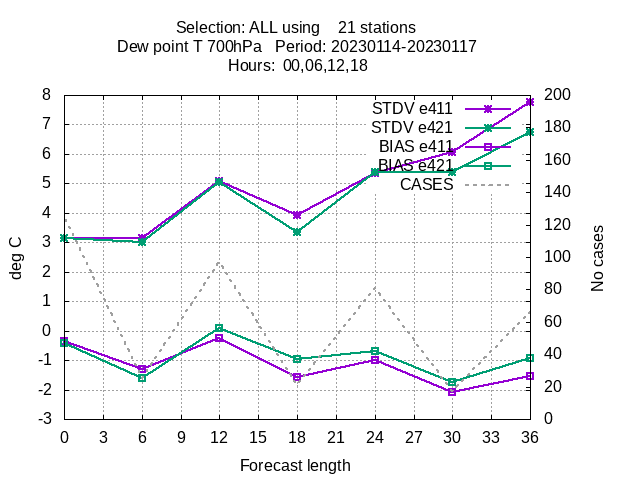 Selection: ALL using    21 stations
Dew point T 700hPa   Period: 20230114-20230117
Hours:  00,06,12,18
STDV e411
STDV e421
BIAS e411
BIAS e421
CASES
deg C
8
7
6
5
4
3
2
1
0
-1
-2
-3
0 3 6 9 12 15 18 21 24 27 30 33 36
Forecast length
200
180
160
140
120
100
80
60
40
20
0
No cases